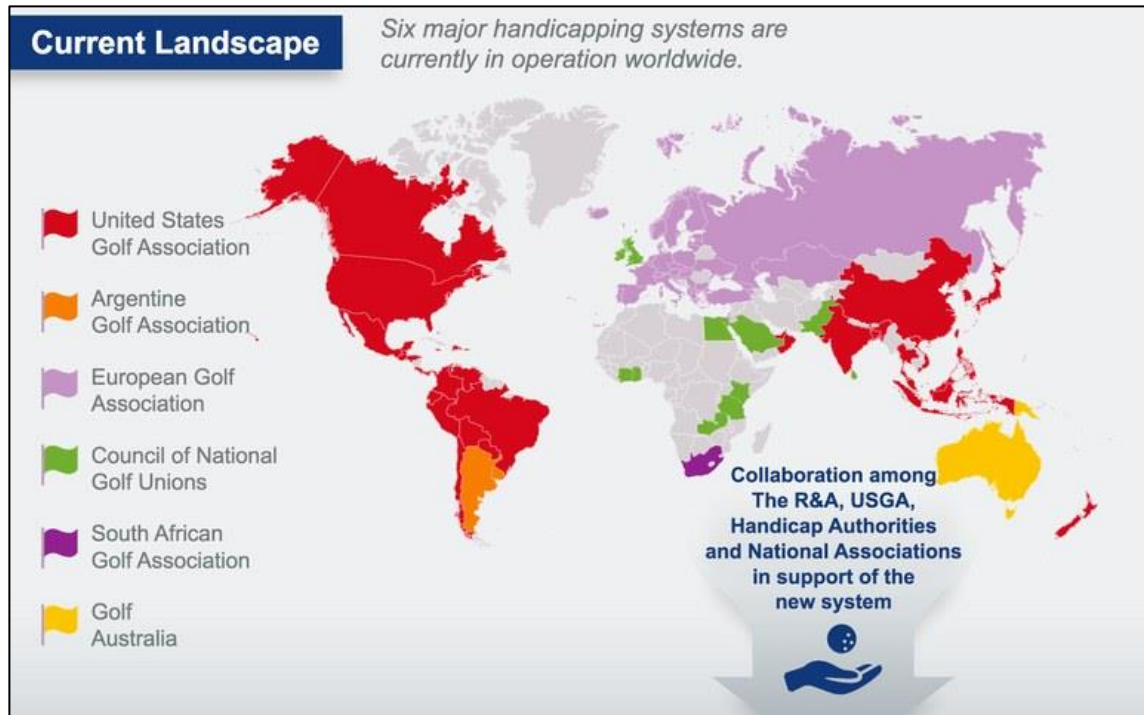 Current Landscape
Six major handicapping systems are
currently in operation worldwide.
United States
Golf Association
Argentine
Golf Association
European Golf
Association
Council of National
Golf Unions
South African
Golf Association
Golf
Australia
Collaboration among
The R&A, USGA,
Handicap Authorities
and National Associations
in support of the
new system